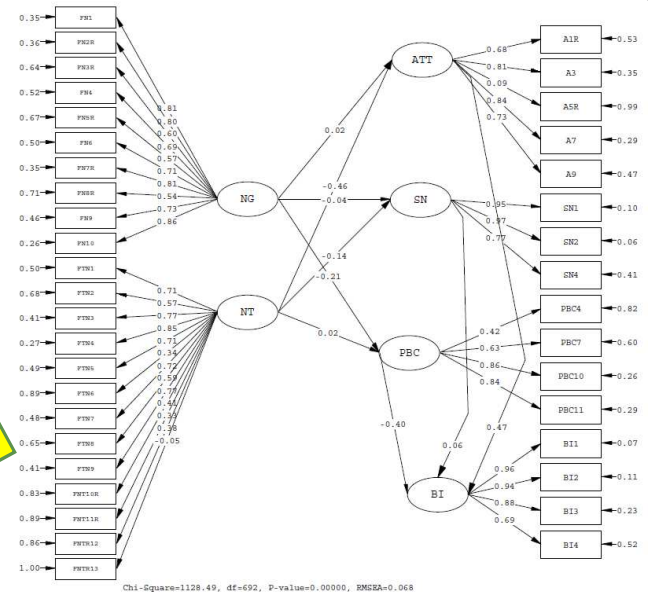 0.35 FN1
0.36 FN2R
0.64 FN3R
0.52 FN4
0.67 FN5R
0.50 FN6
0.35 FN7R
0.71 FN8R
0.46 FN9
0.26 FN10
0.50 FTN1
0.68 FTN2
0.41 FTN3
0.27 FTN4
0.49
0.89 FTN6
0.48 FTN7
0.65 FTN8
0.41 FTN9
0.83 FNT10R
0.89 FNT11R
0.86 FNTR12
1.00 FNTR13
0.81
0.80
0.60
0.69
0.57
0.71
0.81
0.54
0.73
0.86
0.71
0.57
0.77
0.85
0.71
0.34
0.72
0.59
0.77
0.41
0.33
0.38
-0.05
NG
NT
0.02
-0.46
-0.04
-0.14
-0.21
0.02
ATT
SN
PBC
BI
-0.40
0.06
0.47
0.68
0.81
0.09
0.84
0.73
0.95
0.97
0.77
0.42
0.63
0.86
0.84
0.96
0.94
0.88
0.69
A1R 0.53
A3 0.35
A5R 0.99
A7 0.29
A9 0.47
SN1 0.10
SN2 0.06
SN4 0.41
PBC4 0.82
PBC7 0.60
PBC10 0.26
PBC11 0.29
BI1 0.07
BI2 0.11
BI3 0.23
BI4 0.52
Chi-Square=1128.49, df=692, P-value=0.00000, RMSEA=0.068